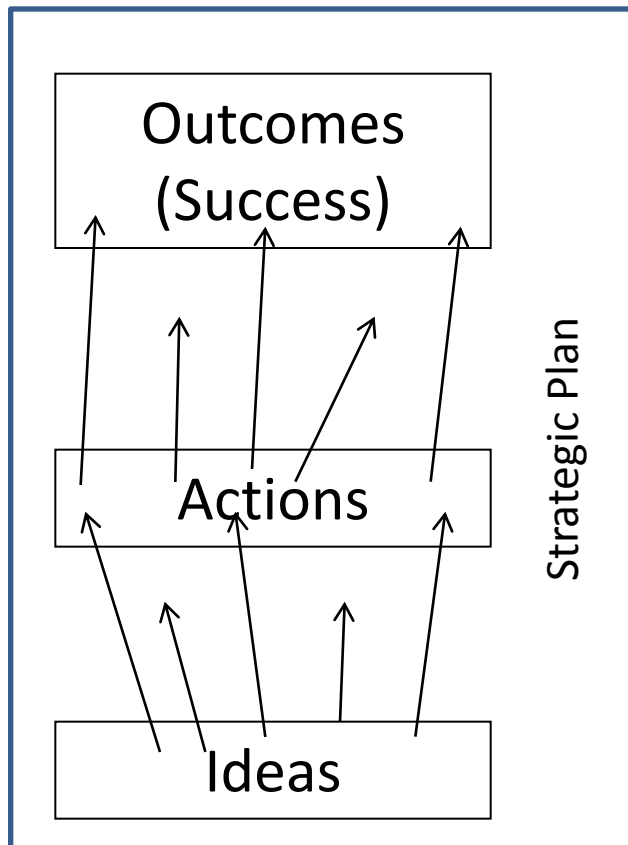 Outcomes
(Success)
Actions
Ideas
Strategic Plan